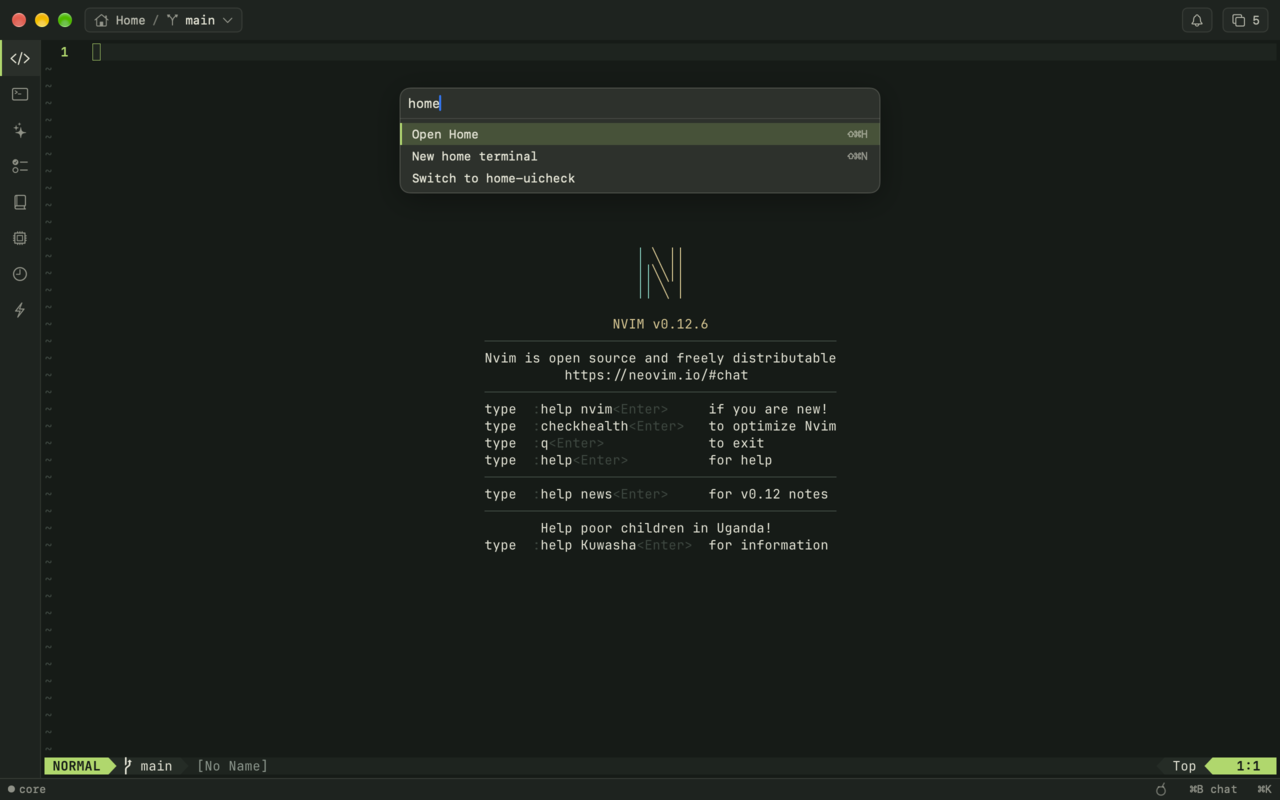 Home / main
5
1
home
Open Home ⇧⌘H
New home terminal ⇧⌘N
Switch to home-uicheck
NVIM v0.12.6
Nvim is open source and freely distributable
https://neovim.io/#chat
type :help nvim<Enter> if you are new!
type :checkhealth<Enter> to optimize Nvim
type :q<Enter> to exit
type :help<Enter> for help
type :help news<Enter> for v0.12 notes
Help poor children in Uganda!
type :help Kuwasha<Enter> for information
NORMAL main [No Name] Top 1:1
core ⌘B chat ⌘K